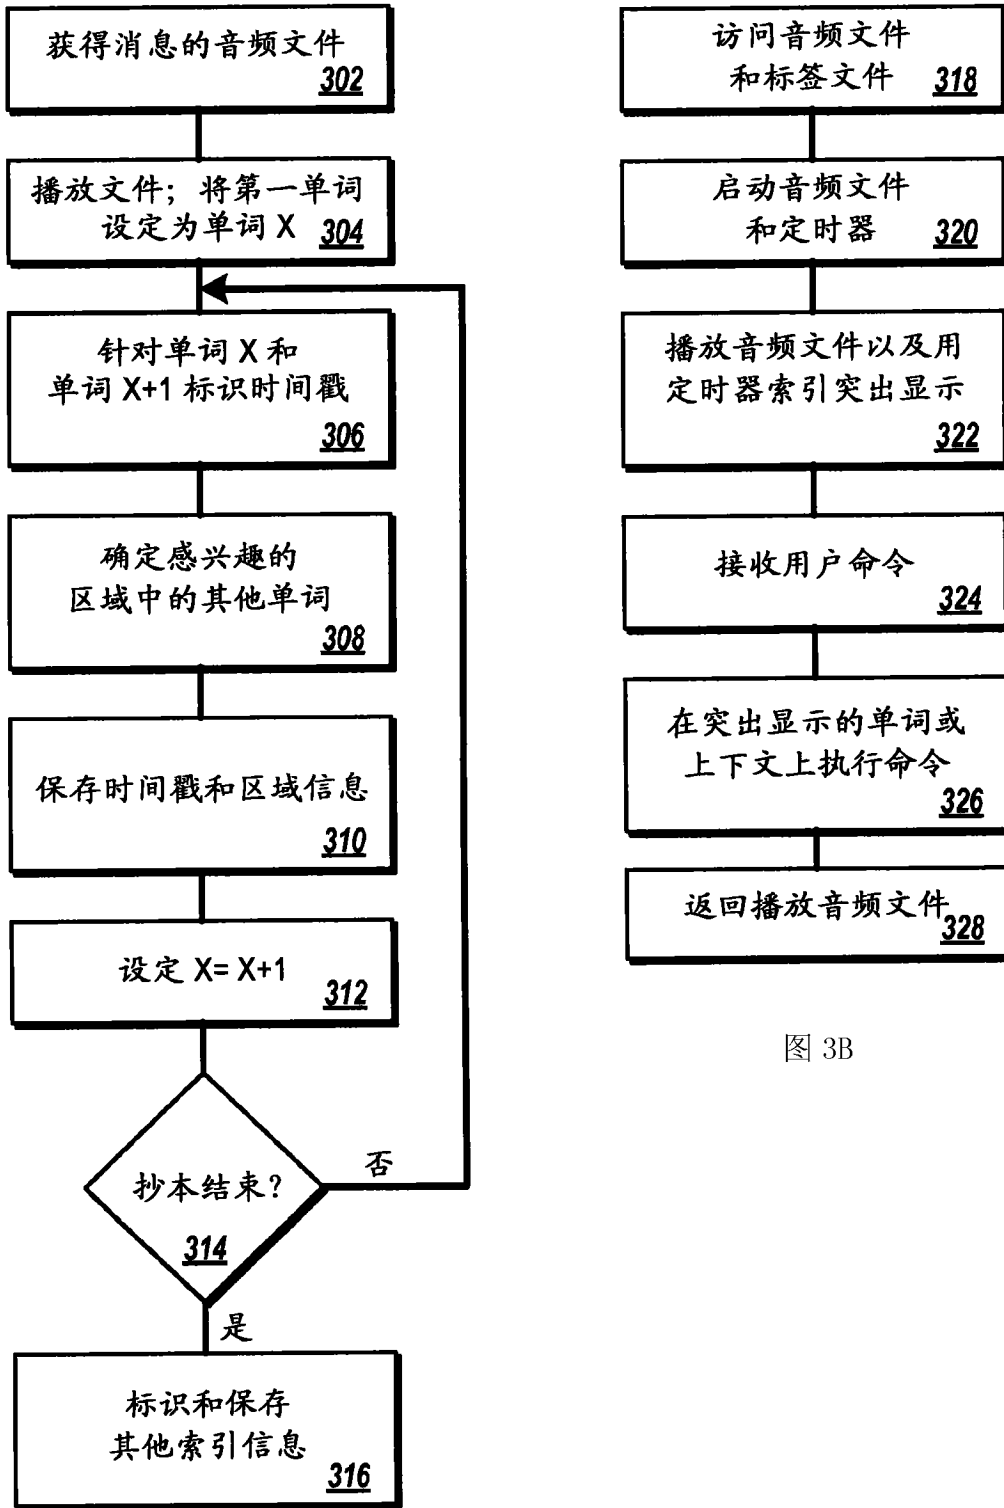 获得消息的音频文件
302
播放文件；将第一单词
设定为单词 X 304
针对单词 X 和
单词 X+1 标识时间戳
306
确定感兴趣的
区域中的其他单词
308
保存时间戳和区域信息
310
设定 X= X+1
312
抄本结束？
314
否
是
标识和保存
其他索引信息
316
访问音频文件
和标签文件 318
启动音频文件
和定时器 320
播放音频文件以及用
定时器索引突出显示
322
接收用户命令
324
在突出显示的单词或
上下文上执行命令
326
返回播放音频文件
328
图 3B